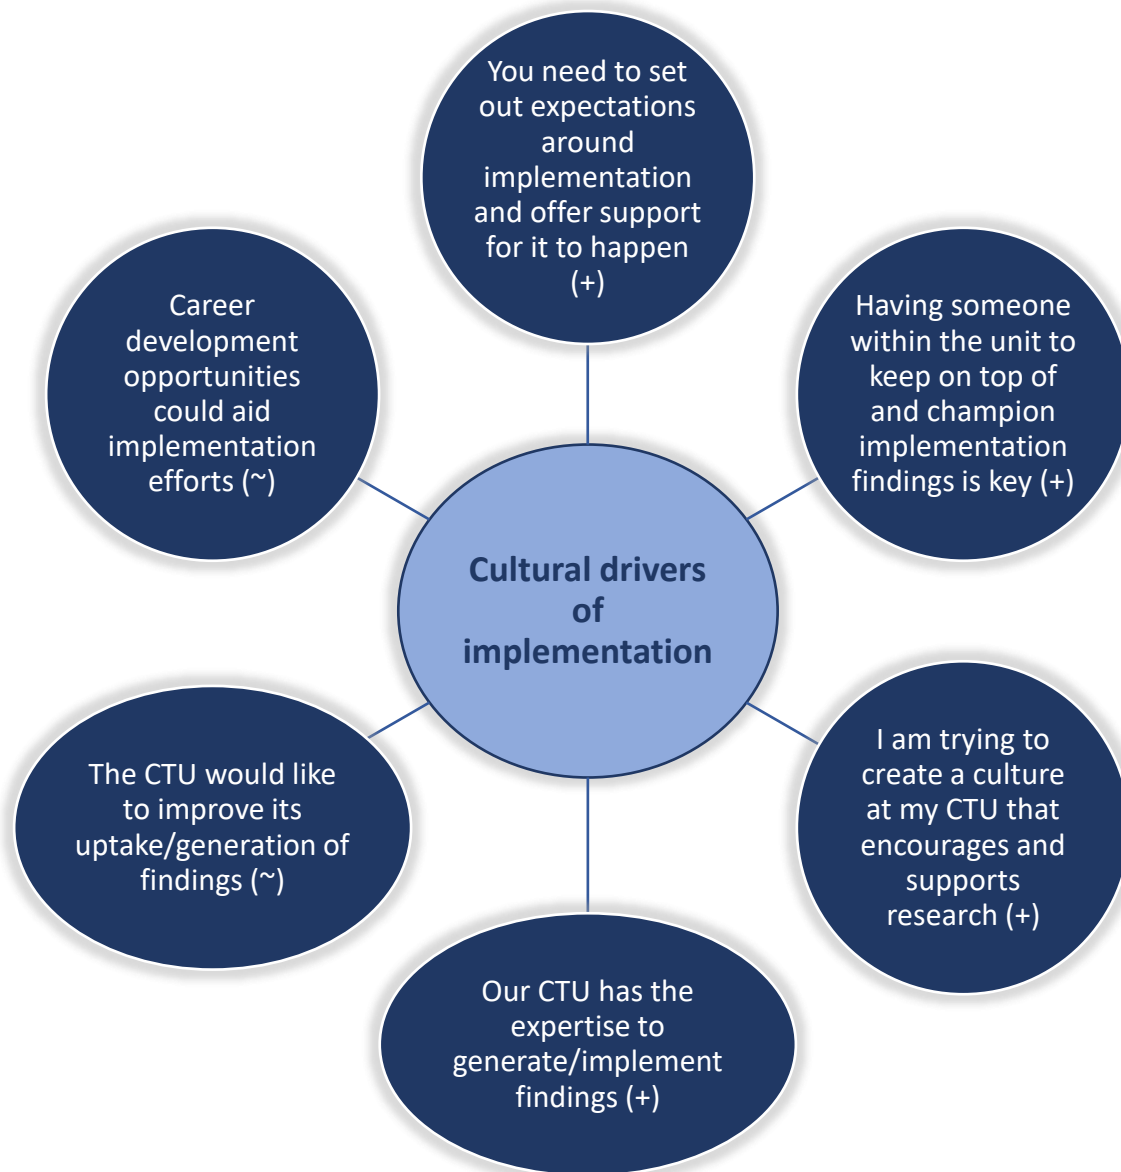 You need to set
out expectations
around
implementation
and offer support
for it to happen
(+)
Having someone
within the unit to
keep on top of
and champion
implementation
findings is key (+)
I am trying to
create a culture
at my CTU that
encourages and
supports
research (+)
Our CTU has the
expertise to
generate/implement
findings (+)
The CTU would like
to improve its
uptake/generation of
findings (~)
Career
development
opportunities
could aid
implementation
efforts (~)
Cultural drivers
of
implementation